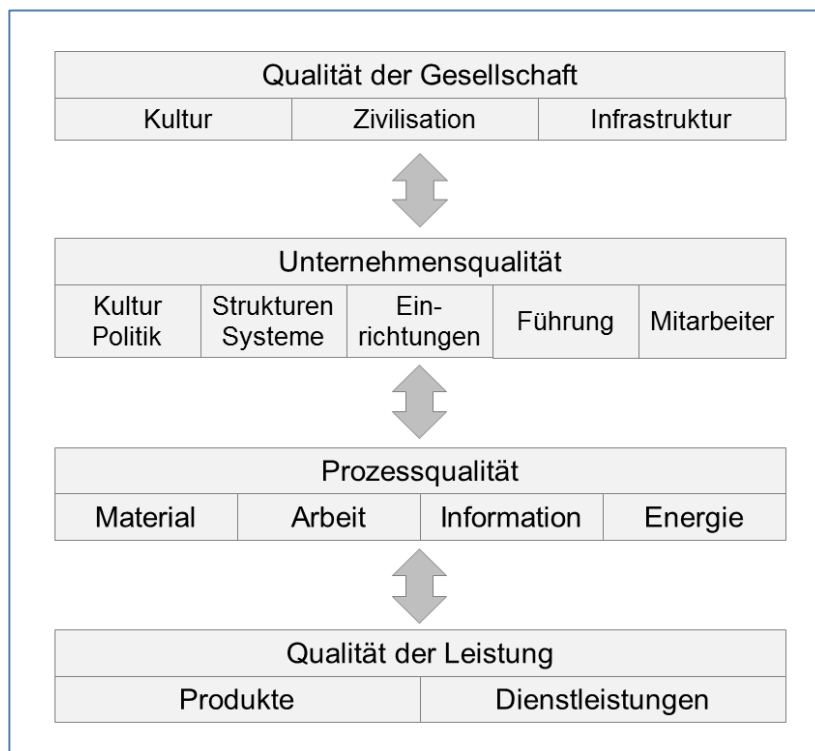 Qualität der Gesellschaft
Kultur
Zivilisation
Infrastruktur
Unternehmensqualität
Kultur
Politik
Strukturen
Systeme
Ein-
richtungen
Führung
Mitarbeiter
Prozessqualität
Material
Arbeit
Information
Energie
Qualität der Leistung
Produkte
Dienstleistungen